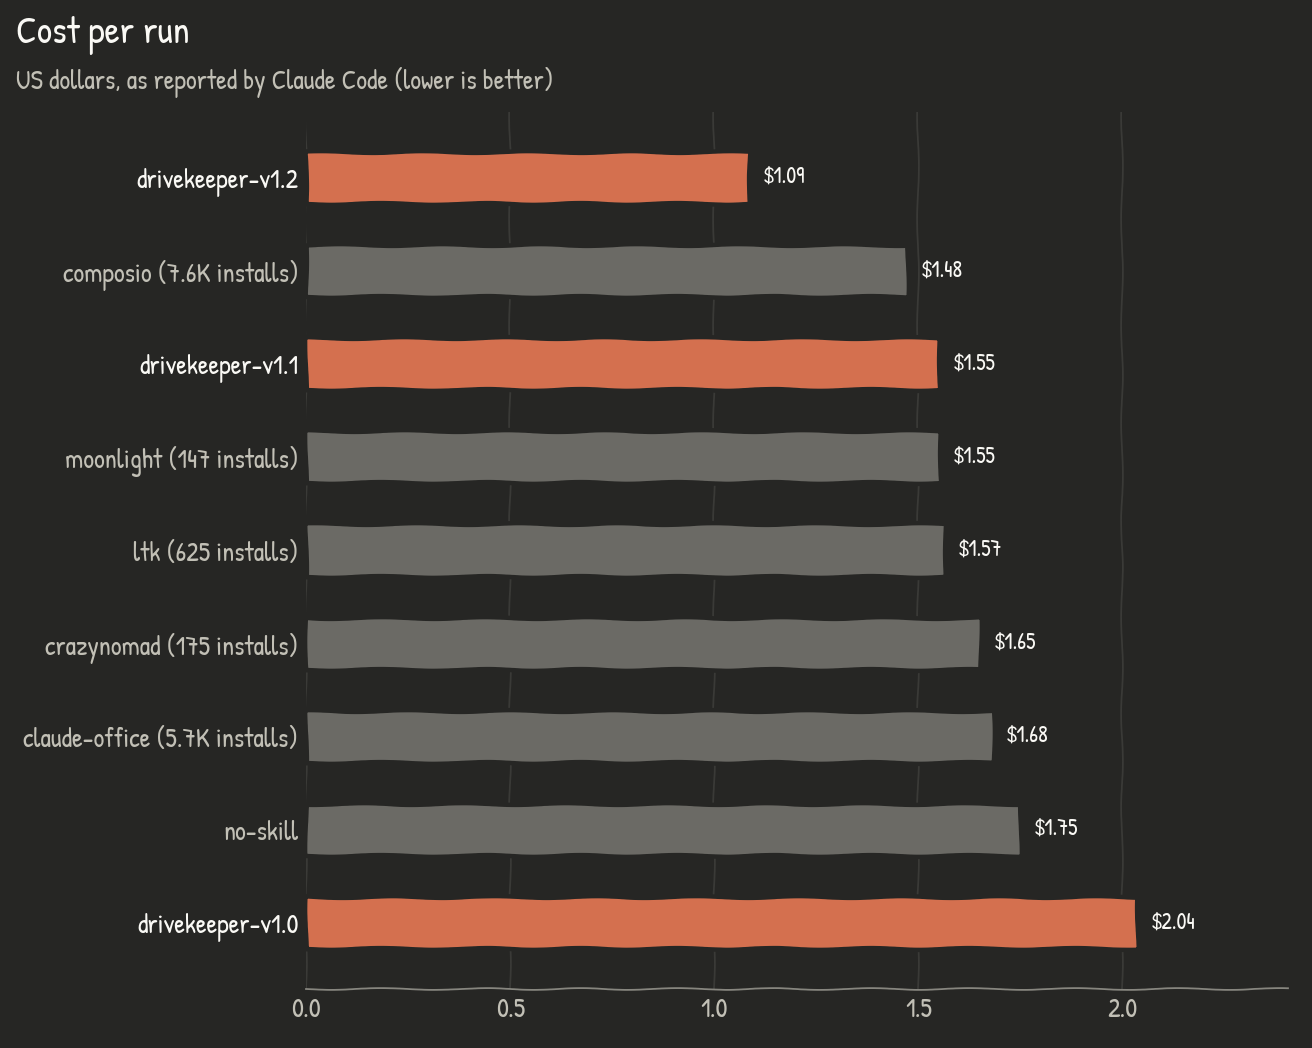 Cost per run
US dollars, as reported by Claude Code (lower is better)
drivekeeper-v1.2 $1.09
composio (7.6K installs) $1.48
drivekeeper-v1.1 $1.55
moonlight (147 installs) $1.55
ltk (625 installs) $1.57
crazynomad (175 installs) $1.65
claude-office (5.7K installs) $1.68
no-skill $1.75
drivekeeper-v1.0 $2.04
0.0 0.5 1.0 1.5 2.0